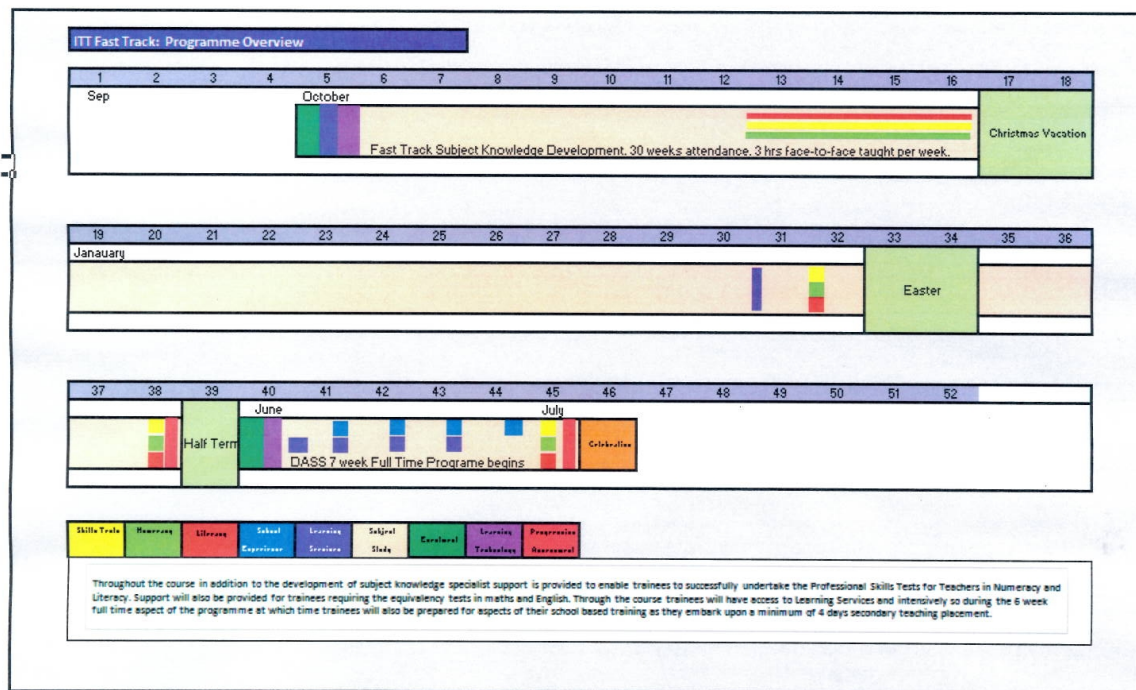 ITT Fast Track: Programme Overview
1 2 3 4 5 6 7 8 9 10 11 12 13 14 15 16 17 18
Sep October
Christmas Vacation
Fast Track Subject Knowledge Development. 30 weeks attendance. 3 hrs face-to-face taught per week.
19 20 21 22 23 24 25 26 27 28 29 30 31 32 33 34 35 36
Janauary
Easter
37 38 39 40 41 42 43 44 45 46 47 48 49 50 51 52
June July
Half Term Celebration
DASS 7 week Full Time Programe begins
Skills Tests Numeracy Literacy School Learning Subject Enrolment Learning Progression
Experience Services Study Technology Assessment
Throughout the course in addition to the development of subject knowledge specialist support is provided to enable trainees to successfully undertake the Professional Skills Tests for Teachers in Numeracy and
Literacy. Support will also be provided for trainees requiring the equivalency tests in maths and English. Through the course trainees will have access to Learning Services and intensively so during the 6 week
full time aspect of the programme at which time trainees will also be prepared for aspects of their school based training as they embark upon a minimum of 4 days secondary teaching placement.